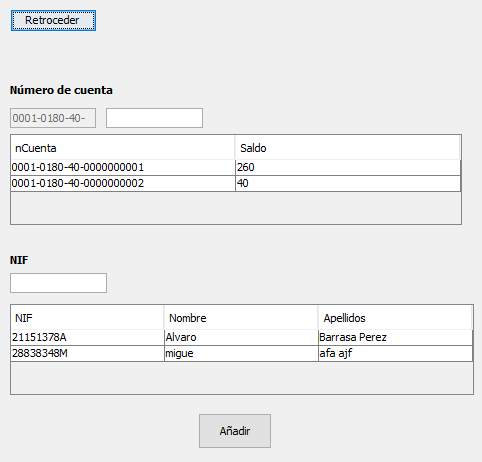 Retroceder
Número de cuenta
0001-0180-40-
nCuenta Saldo
0001-0180-40-0000000001 260
0001-0180-40-0000000002 40
NIF
NIF Nombre Apellidos
21151378A Alvaro Barrasa Perez
28838348M migue afa ajf
Añadir